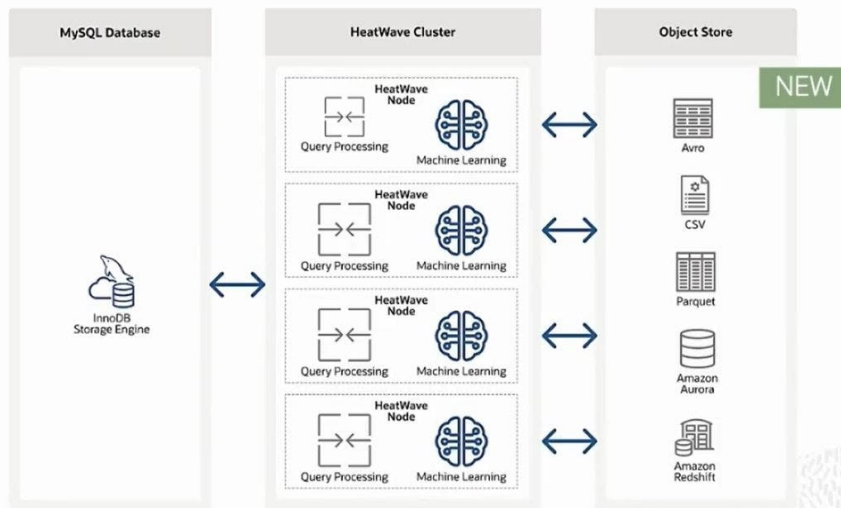 MySQL Database
HeatWave Cluster
Object Store
NEW
InnoDB
Storage Engine
HeatWave
Node
Query Processing
Machine Learning
HeatWave
Node
Query Processing
Machine Learning
HeatWave
Node
Query Processing
Machine Learning
HeatWave
Node
Query Processing
Machine Learning
Avro
CSV
Parquet
Amazon
Aurora
Amazon
Redshift